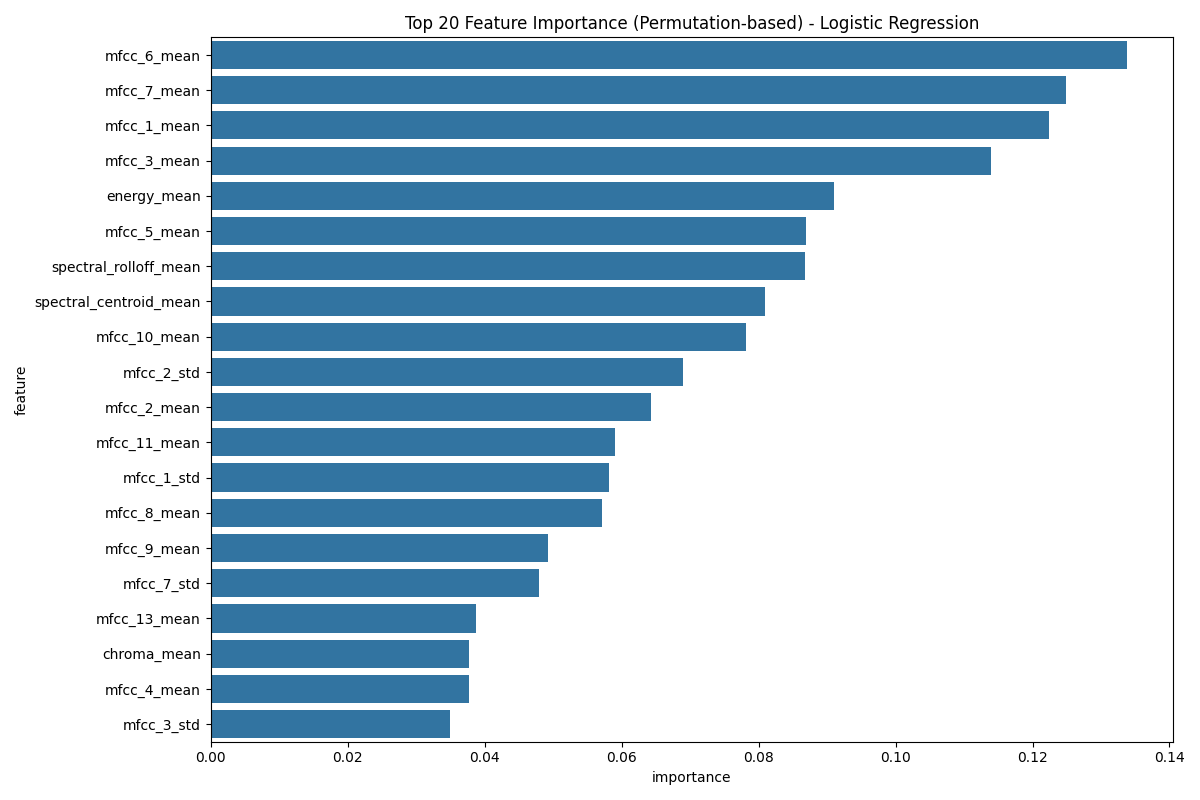 Top 20 Feature Importance (Permutation-based) - Logistic Regression
mfcc_6_mean
mfcc_7_mean
mfcc_1_mean
mfcc_3_mean
energy_mean
mfcc_5_mean
spectral_rolloff_mean
spectral_centroid_mean
mfcc_10_mean
mfcc_2_std
mfcc_2_mean
mfcc_11_mean
mfcc_1_std
mfcc_8_mean
mfcc_9_mean
mfcc_7_std
mfcc_13_mean
chroma_mean
mfcc_4_mean
mfcc_3_std
feature
0.00 0.02 0.04 0.06 0.08 0.10 0.12 0.14
importance